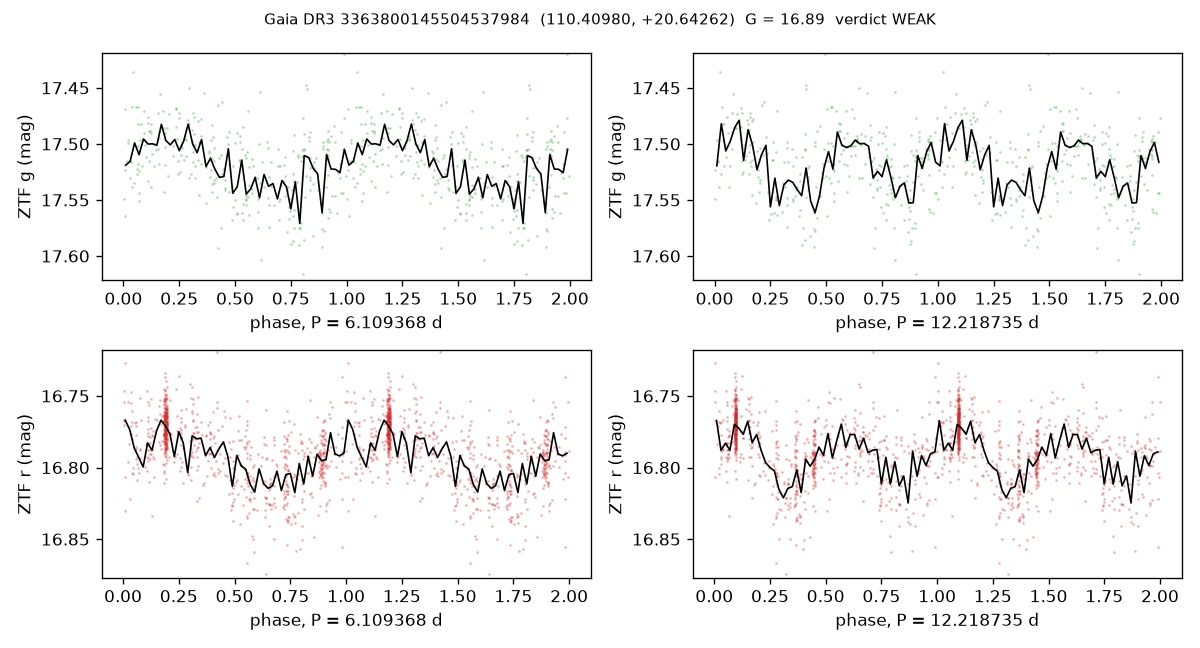 Gaia DR3 3363800145504537984  (110.40980, +20.64262)  G = 16.89  verdict WEAK
ZTF g (mag)
17.45
17.50
17.55
17.60
0.00 0.25 0.50 0.75 1.00 1.25 1.50 1.75 2.00
phase, P = 6.109368 d
ZTF g (mag)
17.45
17.50
17.55
17.60
0.00 0.25 0.50 0.75 1.00 1.25 1.50 1.75 2.00
phase, P = 12.218735 d
ZTF r (mag)
16.75
16.80
16.85
0.00 0.25 0.50 0.75 1.00 1.25 1.50 1.75 2.00
phase, P = 6.109368 d
ZTF r (mag)
16.75
16.80
16.85
0.00 0.25 0.50 0.75 1.00 1.25 1.50 1.75 2.00
phase, P = 12.218735 d